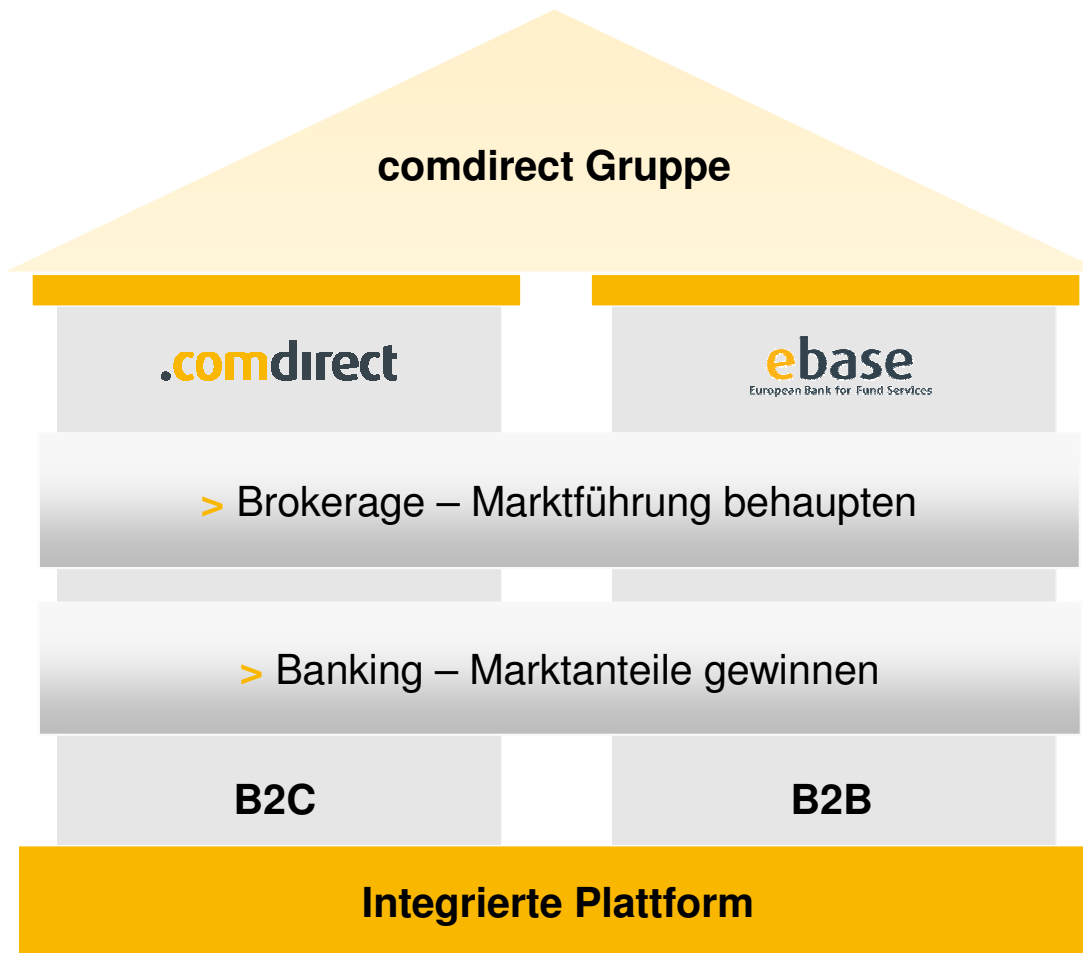 comdirect Gruppe
.comdirect
ebase
European Bank for Fund Services
> Brokerage – Marktführung behaupten
> Banking – Marktanteile gewinnen
B2C
B2B
Integrierte Plattform